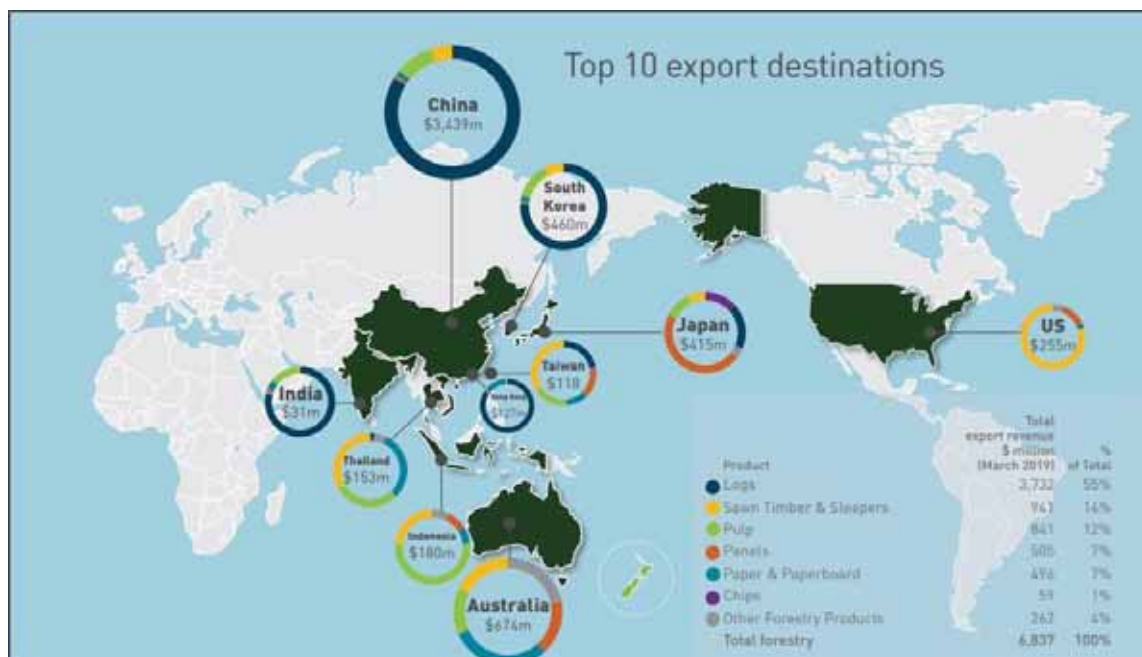 Top 10 export destinations
China
$3,439m
South
Korea
$460m
Japan
$415m
US
$255m
Taiwan
$118
India
$31m
$127m
Thailand
$153m
Indonesia
$180m
Australia
$674m
Total
export revenue
$ million %
Product (March 2019) of Total
Logs 3,732 55%
Sawn Timber & Sleepers 941 14%
Pulp 841 12%
Panels 505 7%
Paper & Paperboard 496 7%
Chips 59 1%
Other Forestry Products 262 4%
Total forestry 6,837 100%